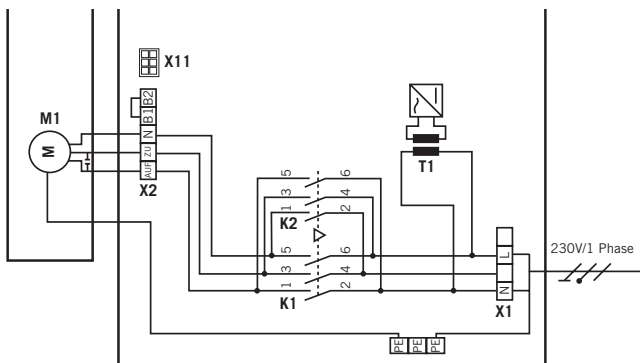 X11
M1
M
B2
B1
N
ZU
AUF
X2
T1
5
6
3
4
1
2
K2
5
6
3
4
1
2
K1
L
N
X1
230V/1 Phase
PE
PE
PE